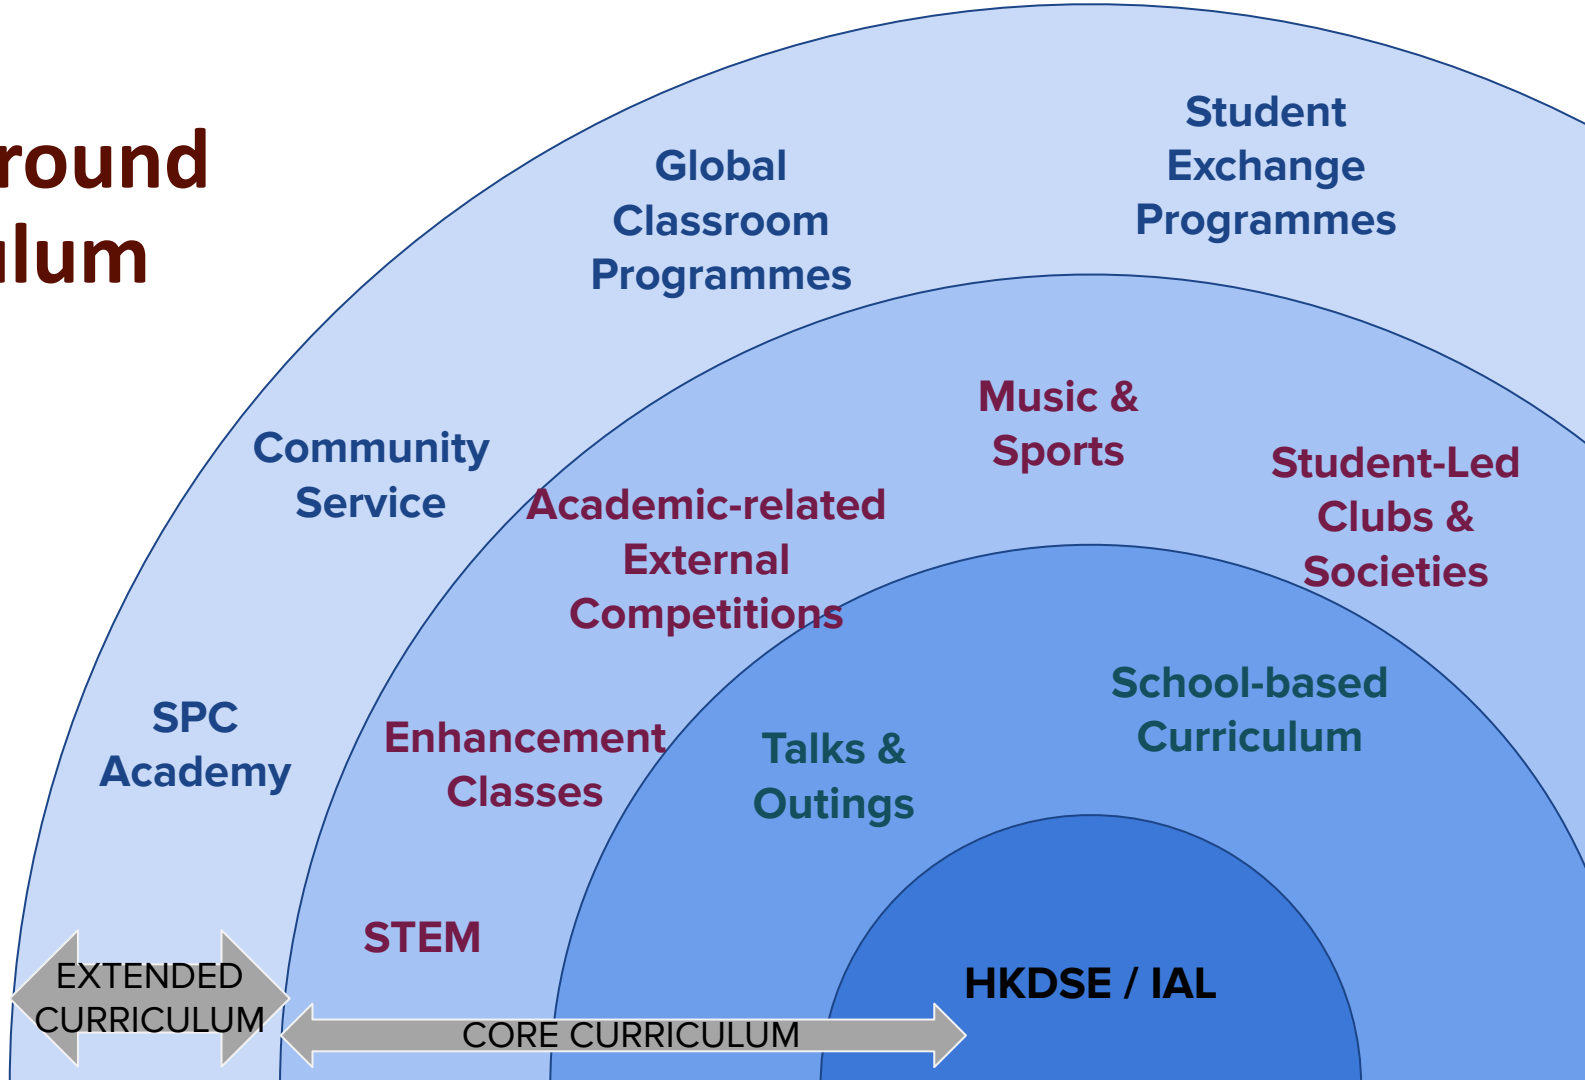 round
ulum
Student
Exchange
Programmes
Global
Classroom
Programmes
Music &
Sports
Community
Service
Student-Led
Clubs &
Societies
Academic-related
External
Competitions
School-based
Curriculum
SPC
Academy
Enhancement
Classes
Talks &
Outings
STEM
HKDSE / IAL
EXTENDED
CURRICULUM
CORE CURRICULUM